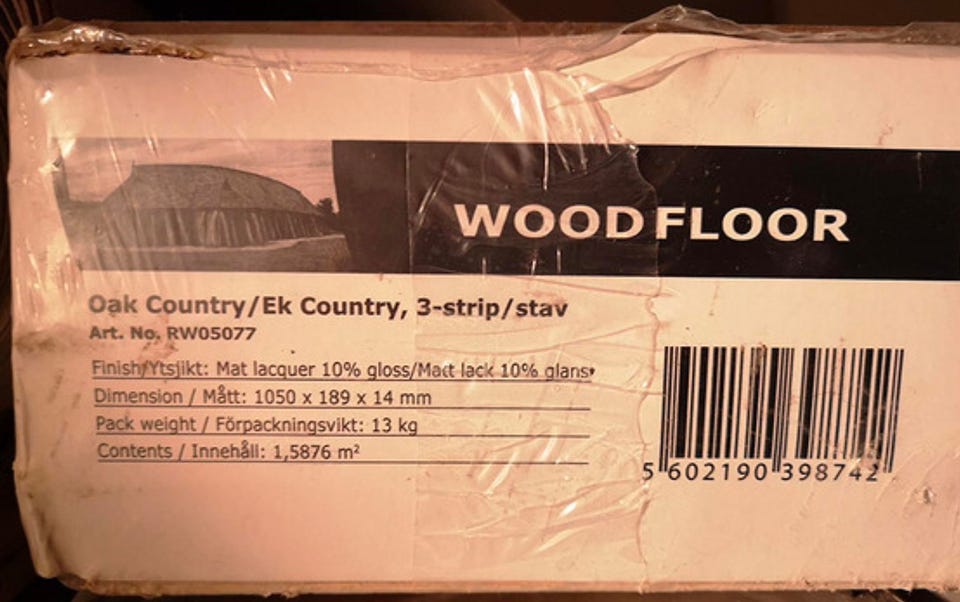 WOOD FLOOR
Oak Country/Ek Country, 3-strip/stav
Art. No. RW05077
Finish/Ytsjikt: Mat lacquer 10% gloss/Matt lack 10% glans
Dimension / Mått: 1050 x 189 x 14 mm
Pack weight / Förpackningsvikt: 13 kg
Contents / Innehåll: 1,5876 m²
5 602190 398742